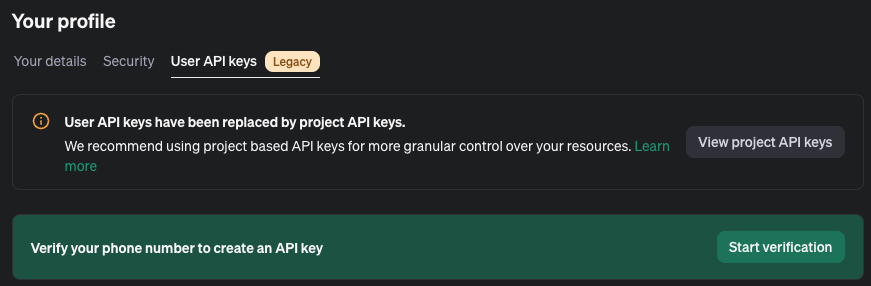 Your profile
Your details Security User API keys Legacy
User API keys have been replaced by project API keys.
We recommend using project based API keys for more granular control over your resources. Learn
more
View project API keys
Verify your phone number to create an API key
Start verification